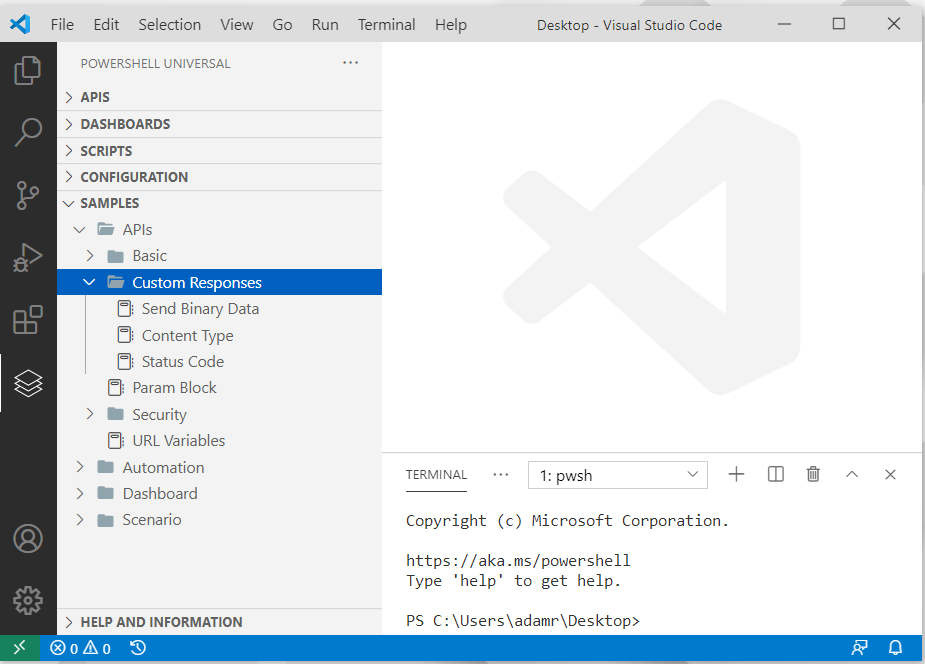 File Edit Selection View Go Run Terminal Help Desktop - Visual Studio Code
POWERSHELL UNIVERSAL ...
APIS
DASHBOARDS
SCRIPTS
CONFIGURATION
SAMPLES
APIs
Basic
Custom Responses
Send Binary Data
Content Type
Status Code
Param Block
Security
URL Variables
Automation
Dashboard
Scenario
HELP AND INFORMATION
TERMINAL ... 1: pwsh
Copyright (c) Microsoft Corporation.
https://aka.ms/powershell
Type 'help' to get help.
PS C:\Users\adamr\Desktop>
0 0